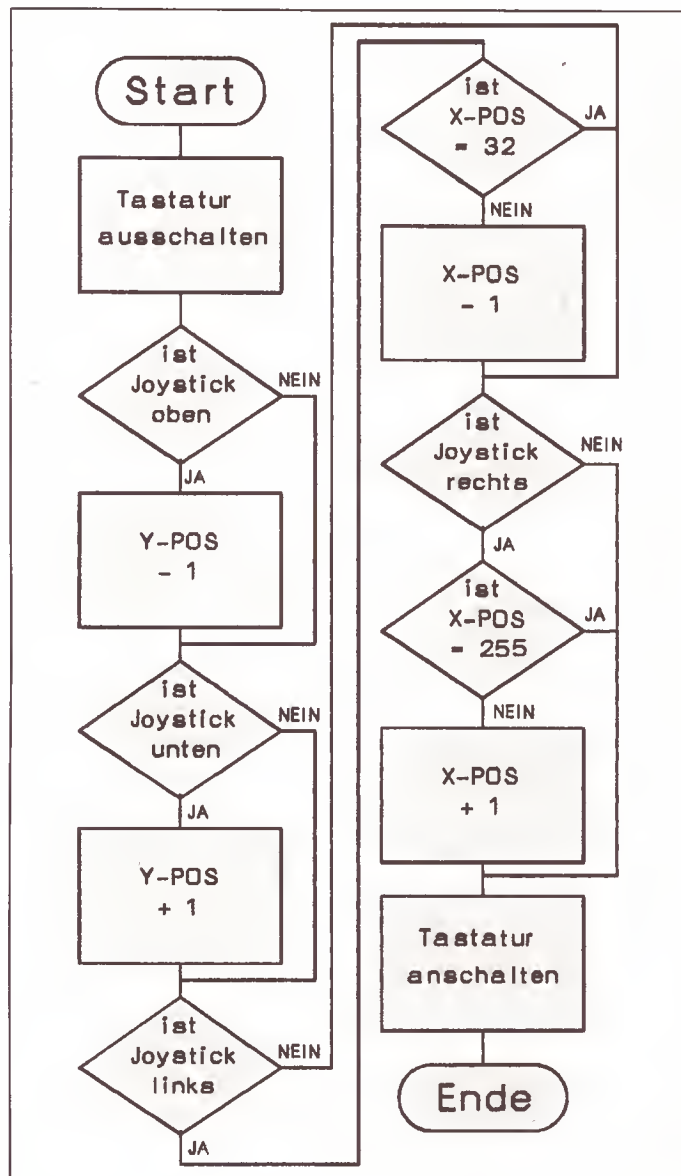 Start
Tastatur
ausschalten
ist
Joystick
oben
NEIN
JA
Y-POS
- 1
ist
Joystick
unten
NEIN
JA
Y-POS
+ 1
ist
Joystick
links
NEIN
JA
ist
X-POS
= 32
JA
NEIN
X-POS
- 1
ist
Joystick
rechts
NEIN
JA
ist
X-POS
= 255
JA
NEIN
X-POS
+ 1
Tastatur
anschalten
Ende